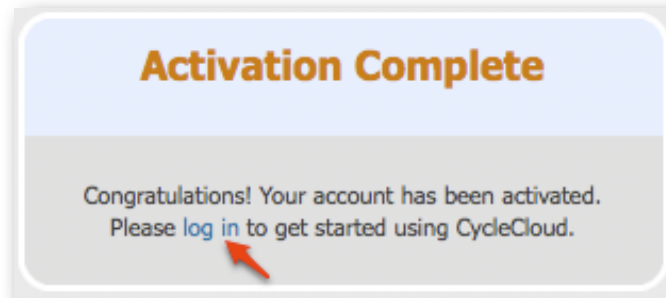 Activation Complete
Congratulations! Your account has been activated.
Please log in to get started using CycleCloud.